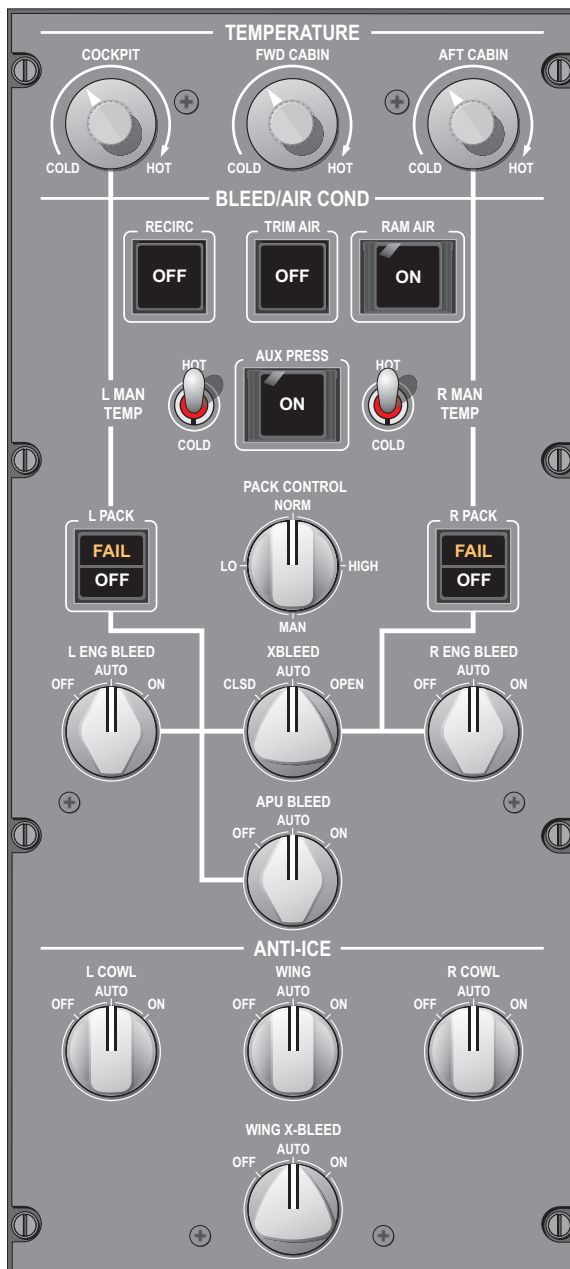 TEMPERATURE
COCKPIT FWD CABIN AFT CABIN
COLD HOT COLD HOT COLD HOT
BLEED/AIR COND
RECIRC TRIM AIR RAM AIR
OFF OFF ON
AUX PRESS
HOT HOT
L MAN TEMP ON R MAN TEMP
COLD COLD
PACK CONTROL
NORM
L PACK R PACK
FAIL FAIL
LO HIGH
OFF OFF
MAN
L ENG BLEED XBLEED R ENG BLEED
AUTO AUTO AUTO
OFF ON CLSD OPEN OFF ON
APU BLEED
AUTO
OFF ON
ANTI-ICE
L COWL WING R COWL
AUTO AUTO AUTO
OFF ON OFF ON OFF ON
WING X-BLEED
AUTO
OFF ON